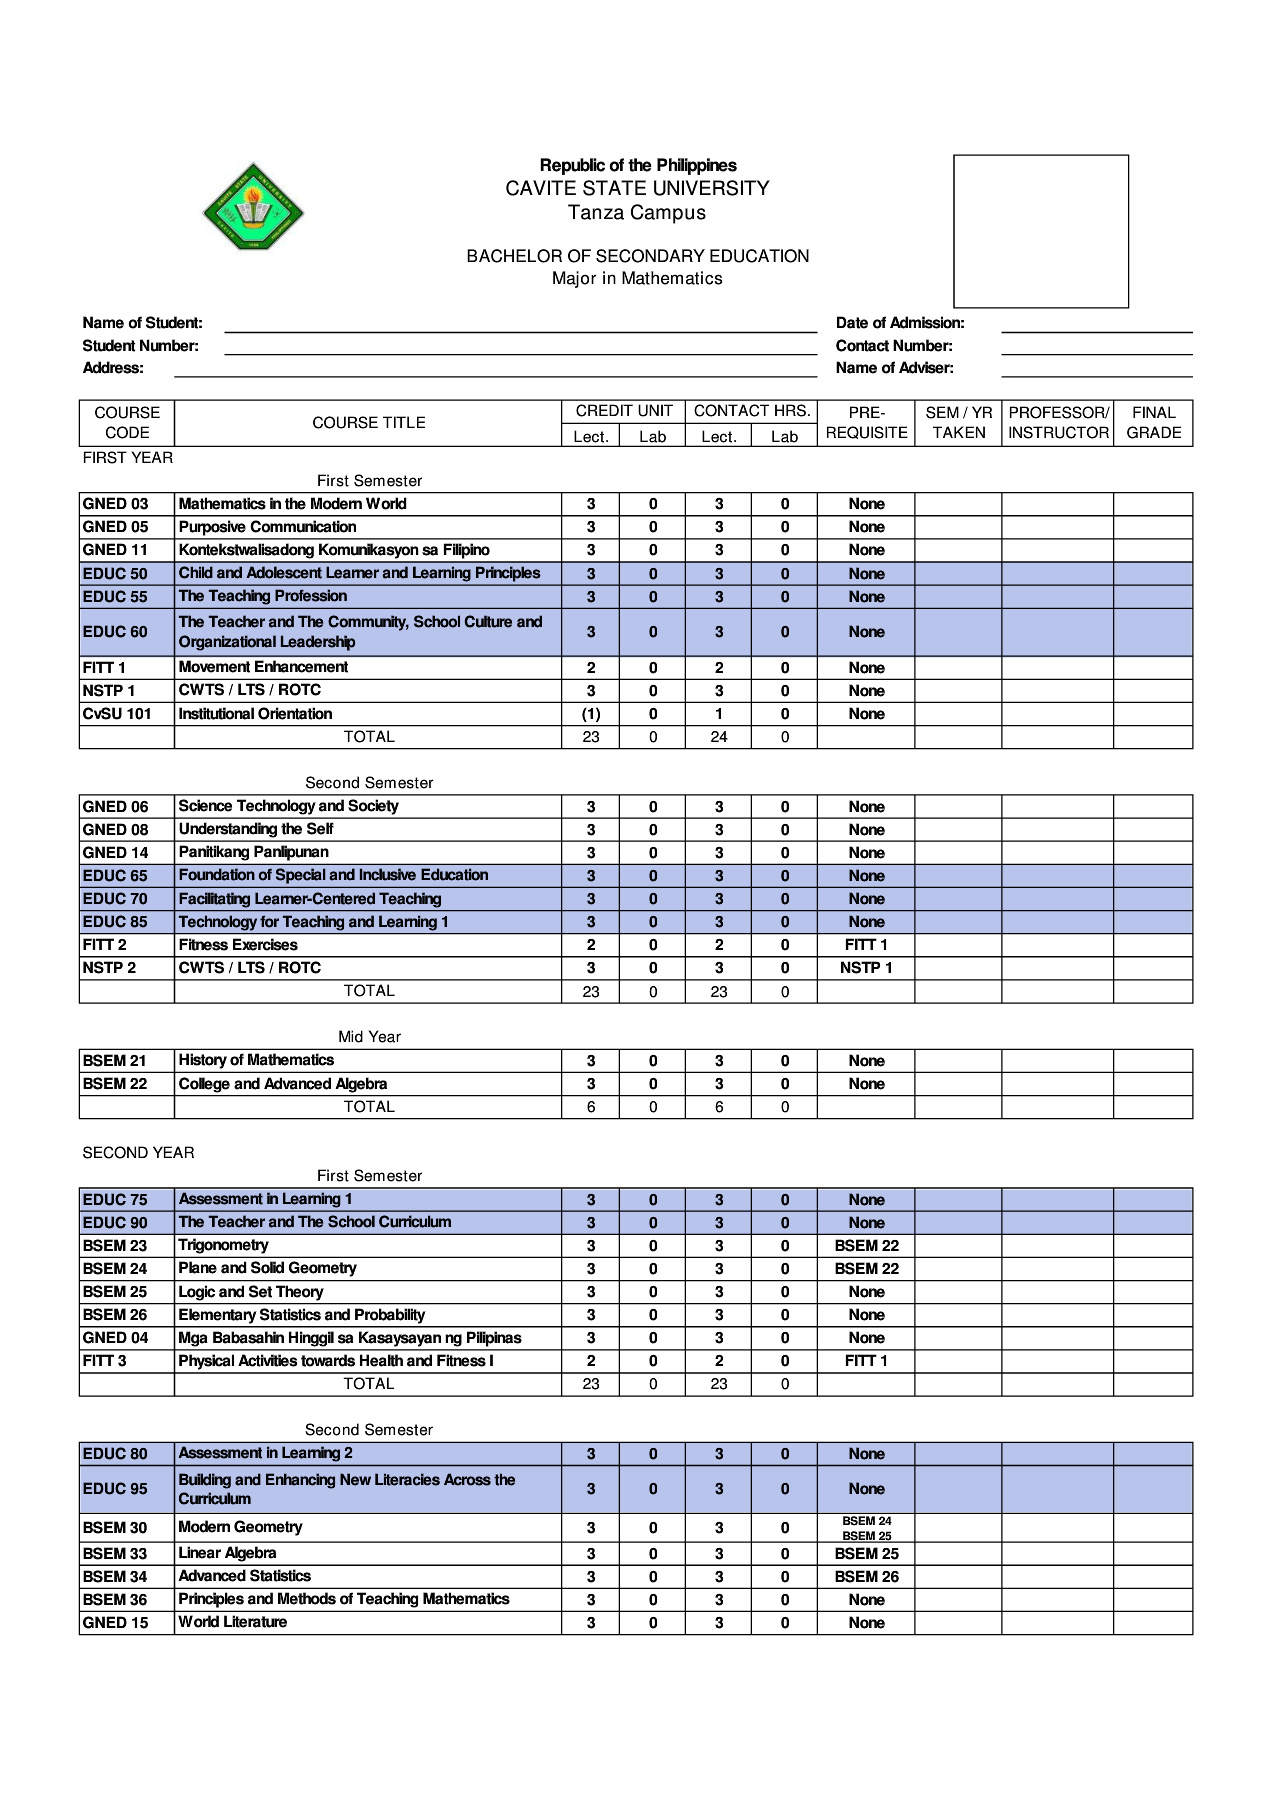 Republic of the Philippines
CAVITE STATE UNIVERSITY
Tanza Campus
BACHELOR OF SECONDARY EDUCATION
Major in Mathematics
Name of Student: Date of Admission:
Student Number: Contact Number:
Address: Name of Adviser:
COURSE CODE COURSE TITLE CREDIT UNIT CONTACT HRS. PRE-REQUISITE SEM / YR TAKEN PROFESSOR/ INSTRUCTOR FINAL GRADE
Lect. Lab Lect. Lab
FIRST YEAR
First Semester
GNED 03 Mathematics in the Modern World 3 0 3 0 None
GNED 05 Purposive Communication 3 0 3 0 None
GNED 11 Kontekstwalisadong Komunikasyon sa Filipino 3 0 3 0 None
EDUC 50 Child and Adolescent Learner and Learning Principles 3 0 3 0 None
EDUC 55 The Teaching Profession 3 0 3 0 None
EDUC 60 The Teacher and The Community, School Culture and Organizational Leadership 3 0 3 0 None
FITT 1 Movement Enhancement 2 0 2 0 None
NSTP 1 CWTS / LTS / ROTC 3 0 3 0 None
CvSU 101 Institutional Orientation (1) 0 1 0 None
TOTAL 23 0 24 0
Second Semester
GNED 06 Science Technology and Society 3 0 3 0 None
GNED 08 Understanding the Self 3 0 3 0 None
GNED 14 Panitikang Panlipunan 3 0 3 0 None
EDUC 65 Foundation of Special and Inclusive Education 3 0 3 0 None
EDUC 70 Facilitating Learner-Centered Teaching 3 0 3 0 None
EDUC 85 Technology for Teaching and Learning 1 3 0 3 0 None
FITT 2 Fitness Exercises 2 0 2 0 FITT 1
NSTP 2 CWTS / LTS / ROTC 3 0 3 0 NSTP 1
TOTAL 23 0 23 0
Mid Year
BSEM 21 History of Mathematics 3 0 3 0 None
BSEM 22 College and Advanced Algebra 3 0 3 0 None
TOTAL 6 0 6 0
SECOND YEAR
First Semester
EDUC 75 Assessment in Learning 1 3 0 3 0 None
EDUC 90 The Teacher and The School Curriculum 3 0 3 0 None
BSEM 23 Trigonometry 3 0 3 0 BSEM 22
BSEM 24 Plane and Solid Geometry 3 0 3 0 BSEM 22
BSEM 25 Logic and Set Theory 3 0 3 0 None
BSEM 26 Elementary Statistics and Probability 3 0 3 0 None
GNED 04 Mga Babasahin Hinggil sa Kasaysayan ng Pilipinas 3 0 3 0 None
FITT 3 Physical Activities towards Health and Fitness I 2 0 2 0 FITT 1
TOTAL 23 0 23 0
Second Semester
EDUC 80 Assessment in Learning 2 3 0 3 0 None
EDUC 95 Building and Enhancing New Literacies Across the Curriculum 3 0 3 0 None
BSEM 30 Modern Geometry 3 0 3 0 BSEM 24 BSEM 25
BSEM 33 Linear Algebra 3 0 3 0 BSEM 25
BSEM 34 Advanced Statistics 3 0 3 0 BSEM 26
BSEM 36 Principles and Methods of Teaching Mathematics 3 0 3 0 None
GNED 15 World Literature 3 0 3 0 None